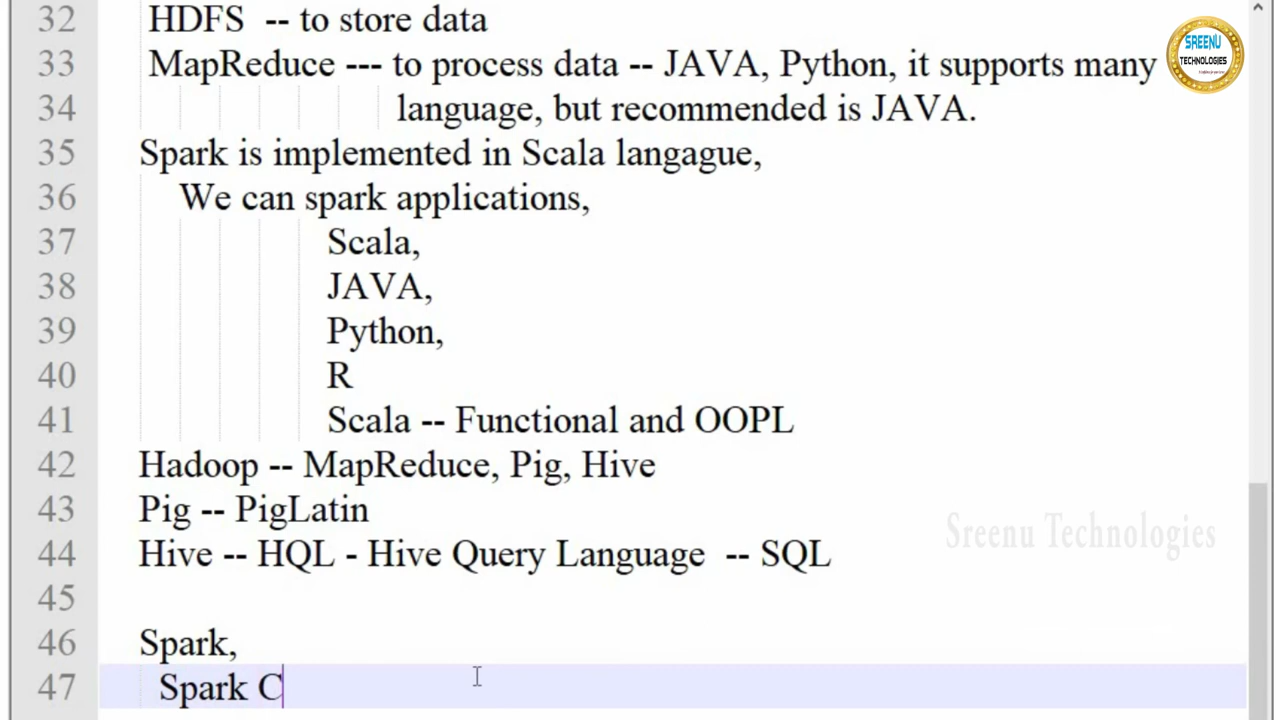 32 HDFS -- to store data
33 MapReduce --- to process data -- JAVA, Python, it supports many
34 language, but recommended is JAVA.
35 Spark is implemented in Scala langague,
36 We can spark applications,
37 Scala,
38 JAVA,
39 Python,
40 R
41 Scala -- Functional and OOPL
42 Hadoop -- MapReduce, Pig, Hive
43 Pig -- PigLatin
44 Hive -- HQL - Hive Query Language -- SQL
45
46 Spark,
47 Spark C
SREENU
TECHNOLOGIES
Sreenu Technologies